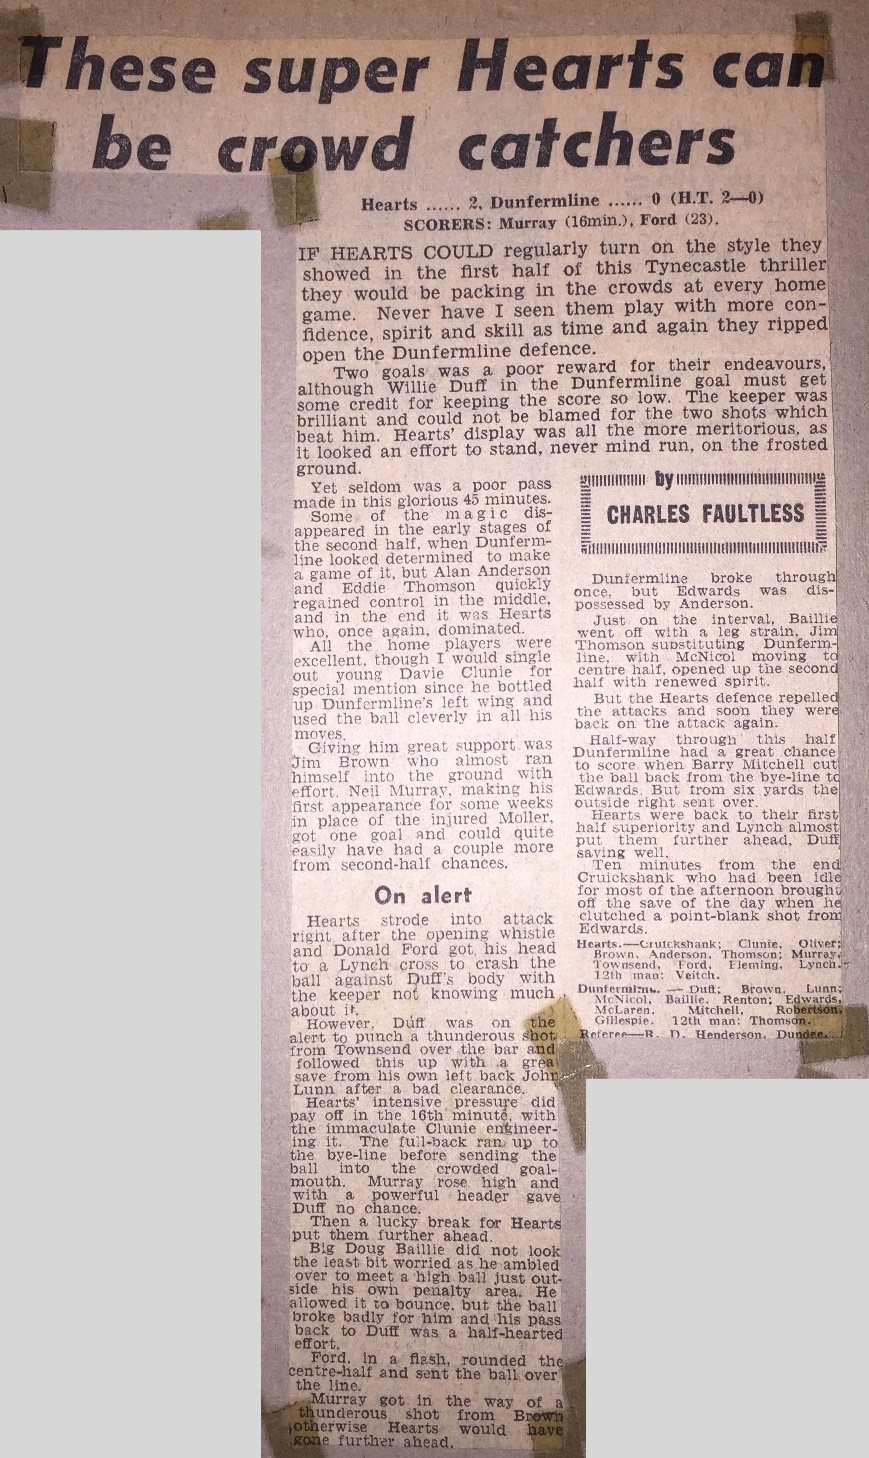 These super Hearts can
be crowd catchers
Hearts ...... 2, Dunfermline ...... 0 (H.T. 2—0)
SCORERS: Murray (16min.), Ford (23).
IF HEARTS COULD regularly turn on the style they
showed in the first half of this Tynecastle thriller
they would be packing in the crowds at every home
game. Never have I seen them play with more con-
fidence, spirit and skill as time and again they ripped
open the Dunfermline defence.
Two goals was a poor reward for their endeavours,
although Willie Duff in the Dunfermline goal must get
some credit for keeping the score so low. The keeper was
brilliant and could not be blamed for the two shots which
beat him. Hearts' display was all the more meritorious, as
it looked an effort to stand, never mind run, on the frosted
ground.
Yet seldom was a poor pass
made in this glorious 45 minutes.
Some of the magic dis-
appeared in the early stages of
the second half, when Dunferm-
line looked determined to make
a game of it, but Alan Anderson
and Eddie Thomson quickly
regained control in the middle,
and in the end it was Hearts
who, once again, dominated.
All the home players were
excellent, though I would single
out young Davie Clunie for
special mention since he bottled
up Dunfermline's left wing and
used the ball cleverly in all his
moves.
Giving him great support was
Jim Brown who almost ran
himself into the ground with
effort. Neil Murray, making his
first appearance for some weeks
in place of the injured Moller,
got one goal and could quite
easily have had a couple more
from second-half chances.
On alert
Hearts strode into attack
right after the opening whistle
and Donald Ford got his head
to a Lynch cross to crash the
ball against Duff's body with
the keeper not knowing much
about it.
However, Duff was on the
alert to punch a thunderous shot
from Townsend over the bar and
followed this up with a great
save from his own left back John
Lunn after a bad clearance.
Hearts' intensive pressure did
pay off in the 16th minute, with
the immaculate Clunie engineer-
ing it. The full-back ran up to
the bye-line before sending the
ball into the crowded goal-
mouth. Murray rose high and
with a powerful header gave
Duff no chance.
Then a lucky break for Hearts
put them further ahead.
Big Doug Baillie did not look
the least bit worried as he ambled
over to meet a high ball just out-
side his own penalty area. He
allowed it to bounce, but the ball
broke badly for him and his pass
back to Duff was a half-hearted
effort.
Ford, in a flash, rounded the
centre-half and sent the ball over
the line.
Murray got in the way of a
thunderous shot from Brown
otherwise Hearts would have
gone further ahead.
by
CHARLES FAULTLESS
Dunfermline broke through
once, but Edwards was dis-
possessed by Anderson.
Just on the interval, Baillie
went off with a leg strain, Jim
Thomson substituting Dunferm-
line, with McNicol moving to
centre half, opened up the second
half with renewed spirit.
But the Hearts defence repelled
the attacks and soon they were
back on the attack again.
Half-way through this half
Dunfermline had a great chance
to score when Barry Mitchell cut
the ball back from the bye-line to
Edwards. But from six yards the
outside right sent over.
Hearts were back to their first
half superiority and Lynch almost
put them further ahead, Duff
saving well.
Ten minutes from the end
Cruickshank who had been idle
for most of the afternoon brought
off the save of the day when he
clutched a point-blank shot from
Edwards.
Hearts.—Cruickshank; Clunie, Oliver;
Brown, Anderson, Thomson; Murray,
Townsend, Ford, Fleming, Lynch.
12th man: Veitch.
Dunfermline. — Duff; Brown, Lunn;
McNicol, Baillie, Renton; Edwards,
McLaren, Mitchell, Robertson,
Gillespie. 12th man: Thomson.
Referee—R. D. Henderson, Dundee.